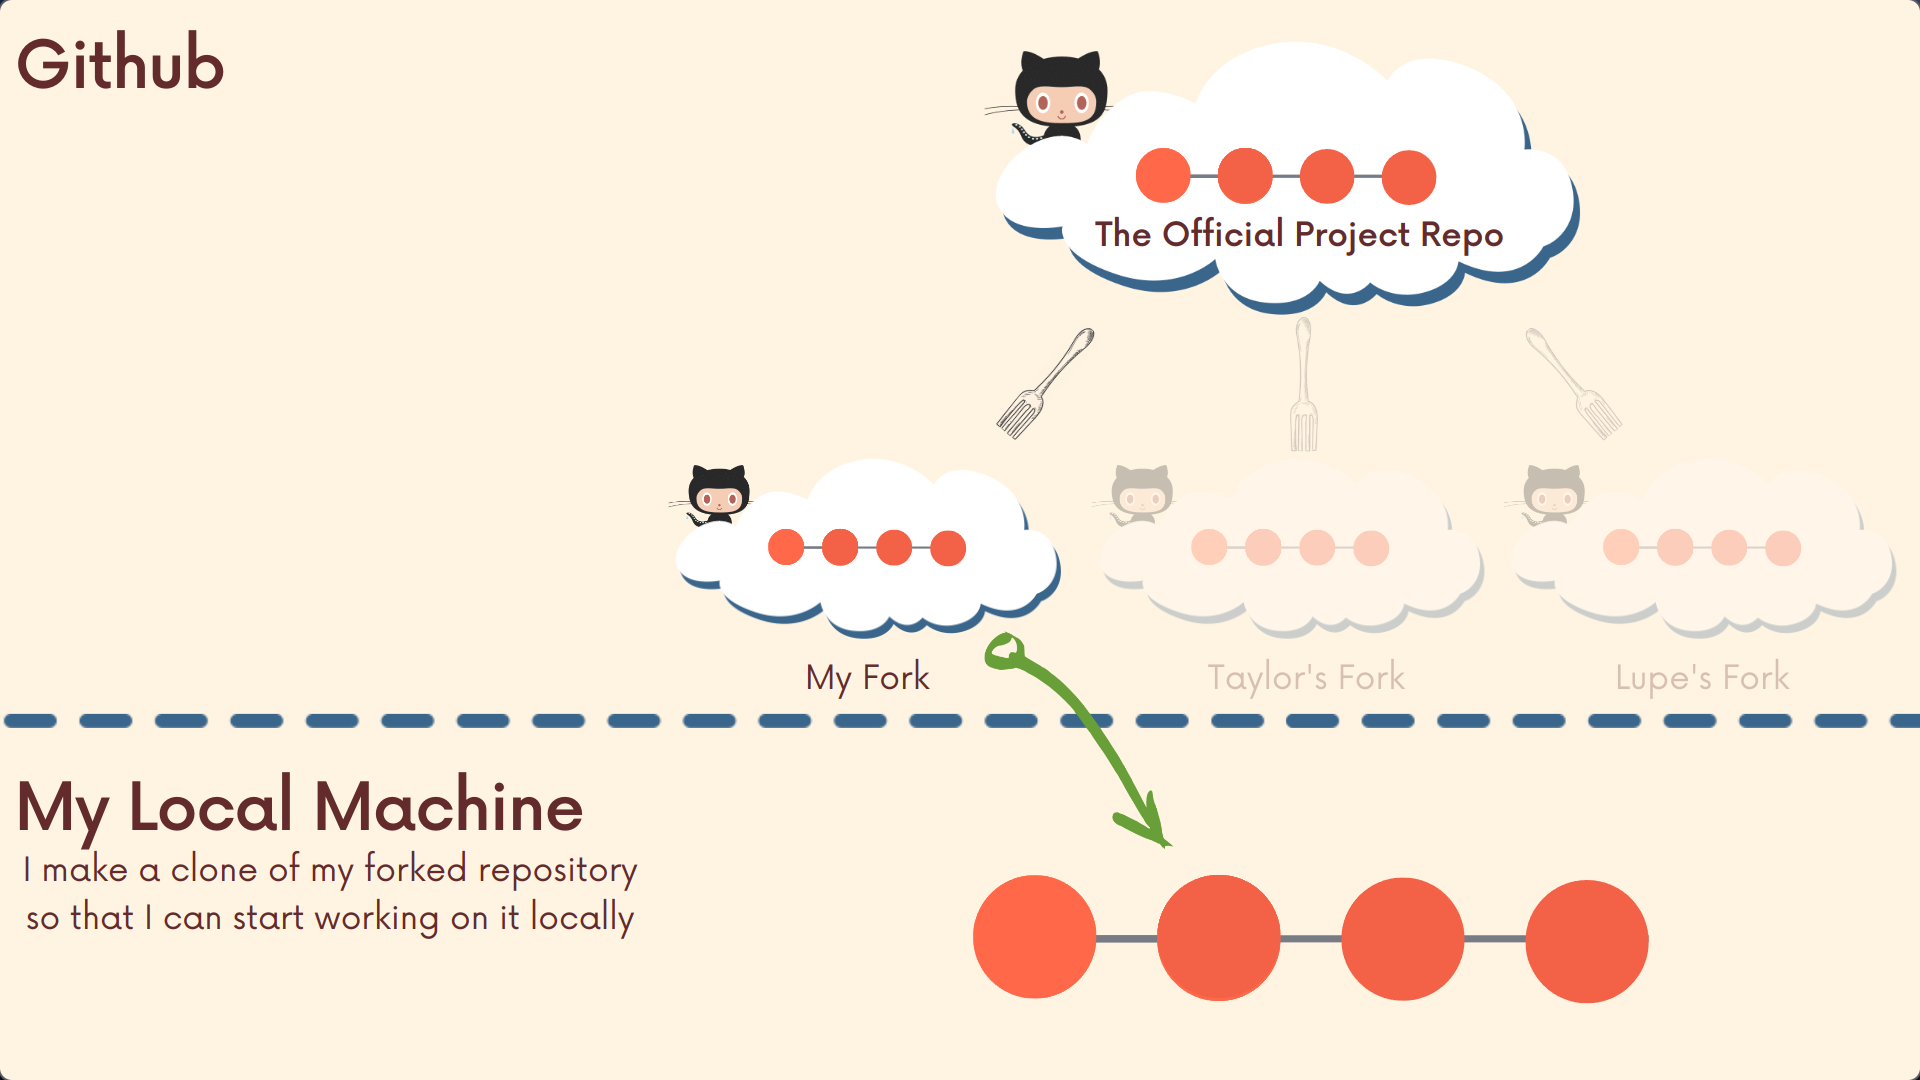 Github
The Official Project Repo
My Fork
Taylor's Fork
Lupe's Fork
My Local Machine
I make a clone of my forked repository
so that I can start working on it locally